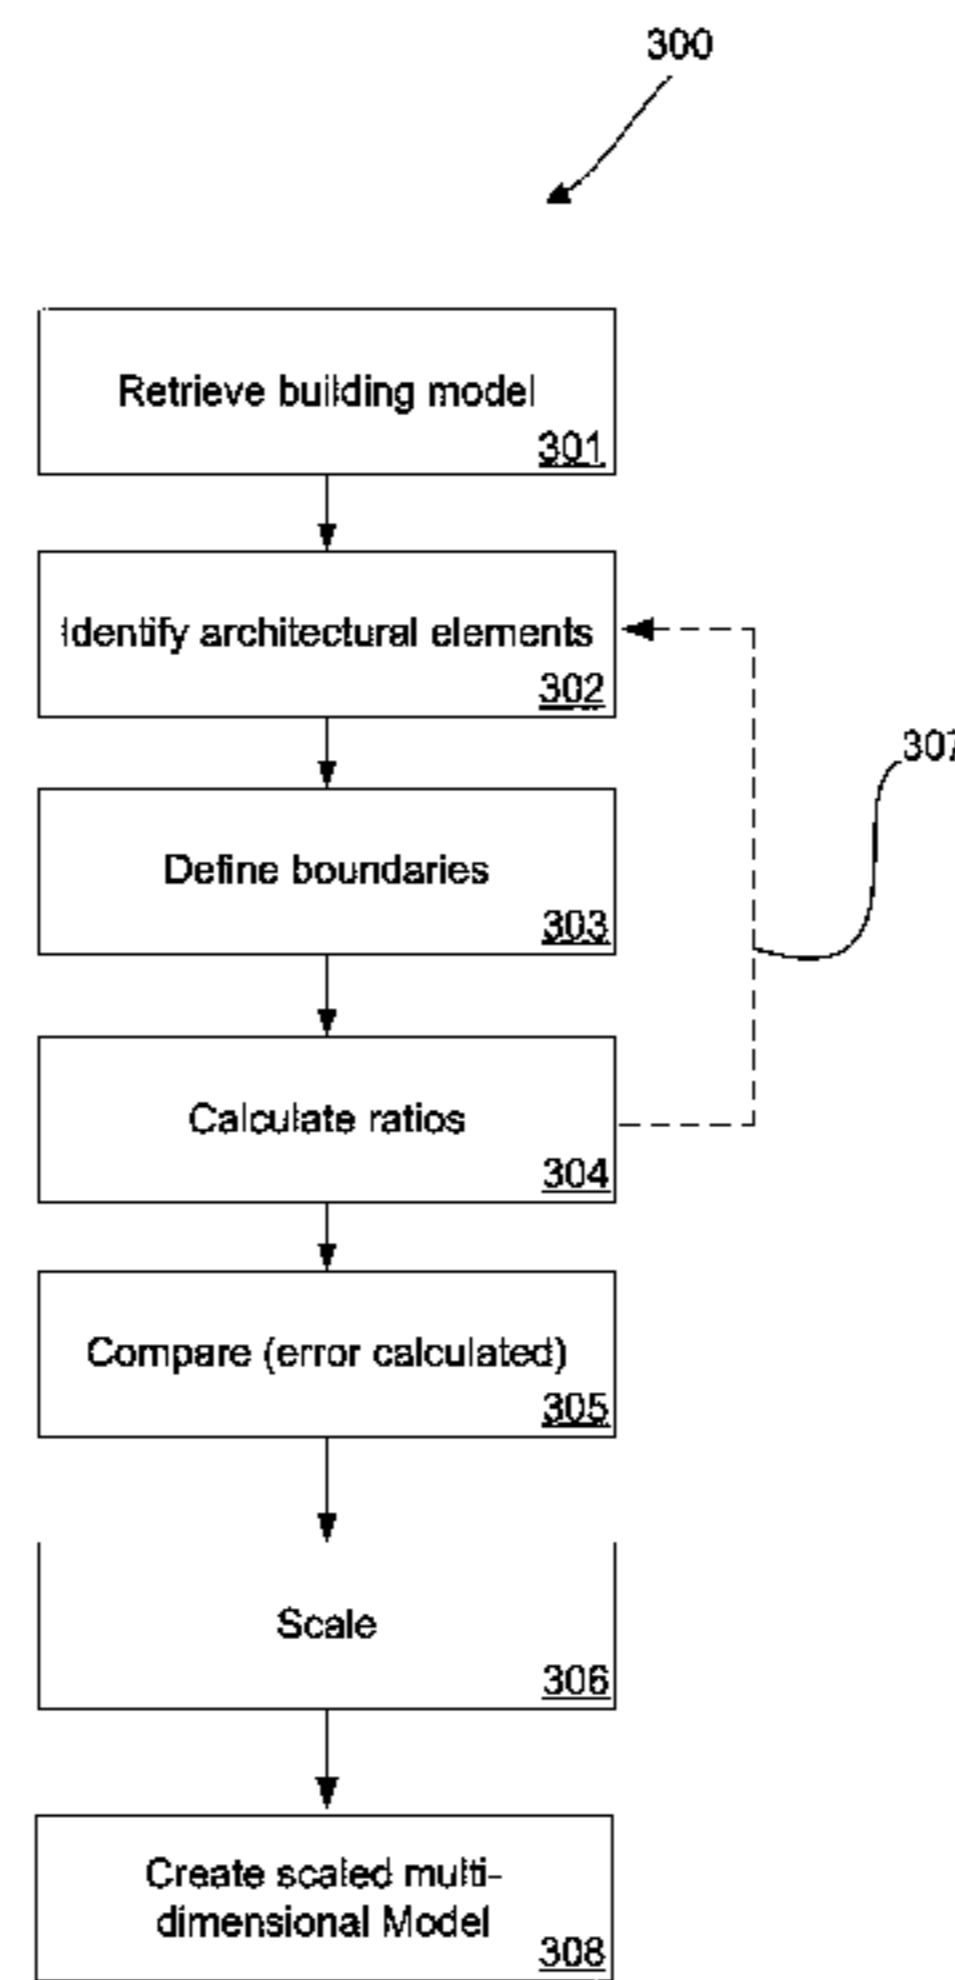 300
Retrieve building model
301
Identify architectural elements
302
307
Define boundaries
303
Calculate ratios
304
Compare (error calculated)
305
Scale
306
Create scaled multi-
dimensional Model
308